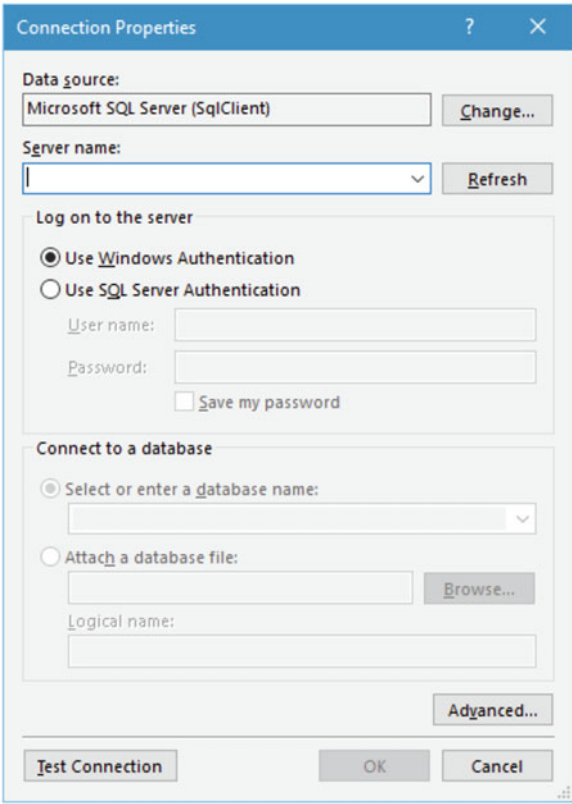 Connection Properties ? ×
Data source:
Microsoft SQL Server (SqlClient) Change...
Server name:
Refresh
Log on to the server
Use Windows Authentication
Use SQL Server Authentication
User name:
Password:
Save my password
Connect to a database
Select or enter a database name:
Attach a database file:
Browse...
Logical name:
Advanced...
Test Connection OK Cancel